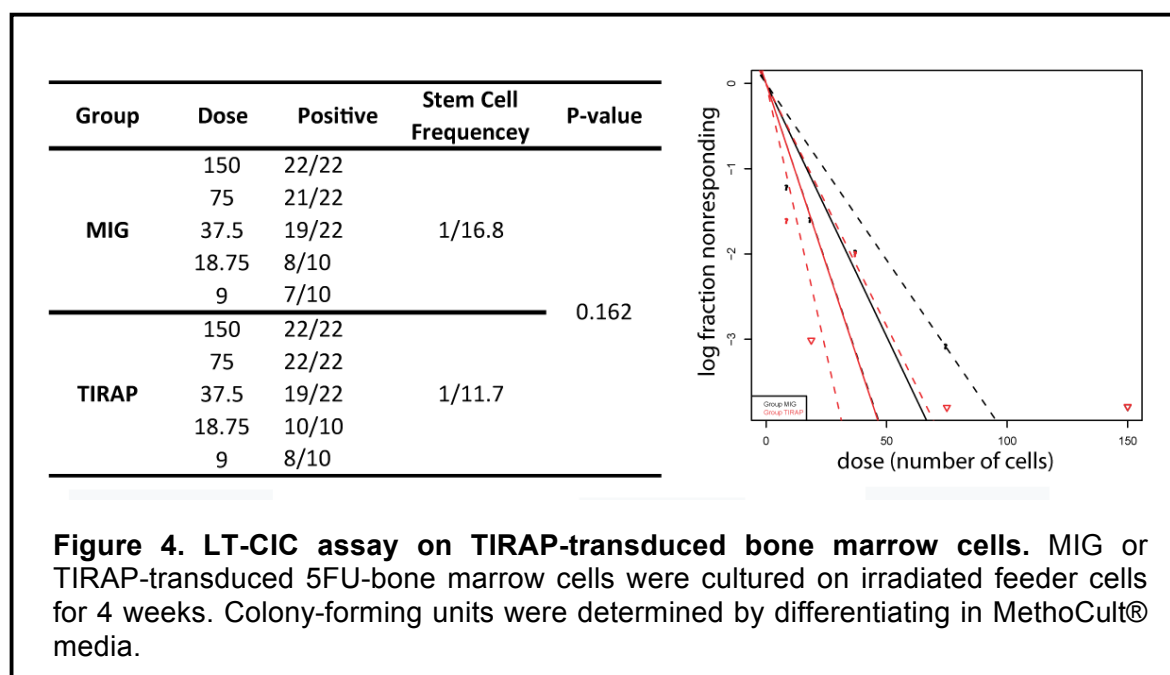 Group Dose Positive Stem Cell Frequencey P-value
150 22/22
75 21/22
MIG 37.5 19/22 1/16.8
18.75 8/10
9 7/10
0.162
150 22/22
75 22/22
TIRAP 37.5 19/22 1/11.7
18.75 10/10
9 8/10
log fraction nonresponding
0
-1
-2
-3
Group MIG
Group TIRAP
0 50 100 150
dose (number of cells)
Figure 4. LT-CIC assay on TIRAP-transduced bone marrow cells. MIG or
TIRAP-transduced 5FU-bone marrow cells were cultured on irradiated feeder cells
for 4 weeks. Colony-forming units were determined by differentiating in MethoCult®
media.